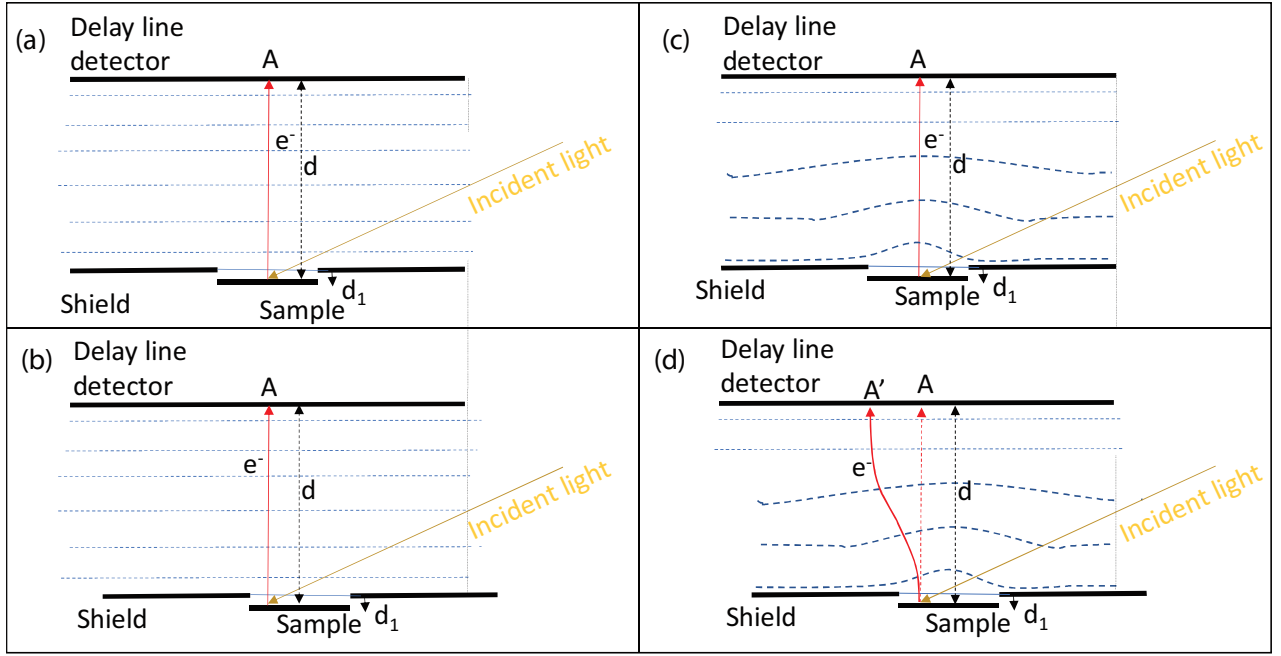 (a)
Delay line
detector
A
e-
d
Incident light
Shield
Sample
d1
(c)
Delay line
detector
A
e-
d
Incident light
Shield
Sample
d1
(b)
Delay line
detector
A
e-
d
Incident light
Shield
Sample
d1
(d)
Delay line
detector
A'
A
e-
d
Incident light
Shield
Sample
d1